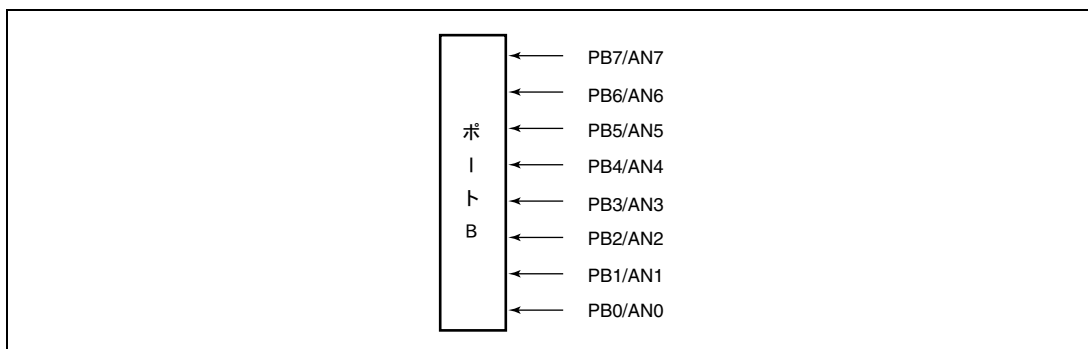 ポートB
PB7/AN7
PB6/AN6
PB5/AN5
PB4/AN4
PB3/AN3
PB2/AN2
PB1/AN1
PB0/AN0